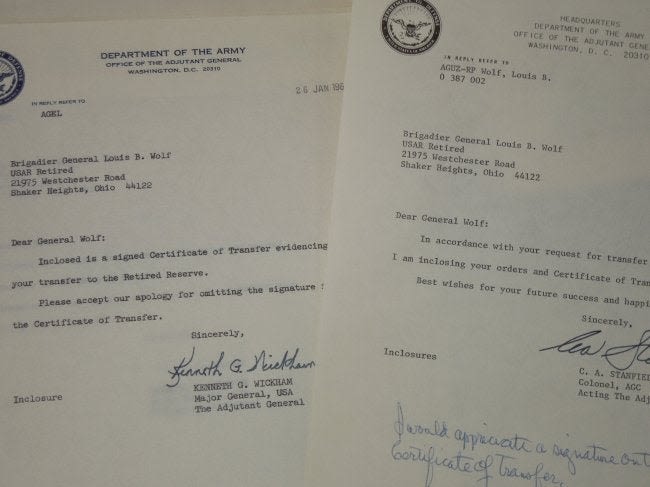 DEPARTMENT OF THE ARMY
OFFICE OF THE ADJUTANT GENERAL
WASHINGTON, D.C. 20310
26 JAN 196
IN REPLY REFER TO
AGEL
Brigadier General Louis B. Wolf
USAR Retired
21975 Westchester Road
Shaker Heights, Ohio 44122
Dear General Wolf:
Inclosed is a signed Certificate of Transfer evidencing
your transfer to the Retired Reserve.
Please accept our apology for omitting the signature
the Certificate of Transfer.
Sincerely,
Kenneth G. Wickham
KENNETH G. WICKHAM
Major General, USA
The Adjutant General
Inclosure
HEADQUARTERS
DEPARTMENT OF THE ARMY
OFFICE OF THE ADJUTANT GENE
WASHINGTON, D. C. 20310
IN REPLY REFER TO
AGUZ-RP Wolf, Louis B.
O 387 002
Brigadier General Louis B. Wolf
USAR Retired
21975 Westchester Road
Shaker Heights, Ohio 44122
Dear General Wolf:
In accordance with your request for transfer
I am inclosing your orders and Certificate of Tran
Best wishes for your future success and happi
Sincerely,
Inclosures
C. A. STANFIE
Colonel, AGC
Acting The Adj
I would appriciate a signature on t
Certificate of Transfer.